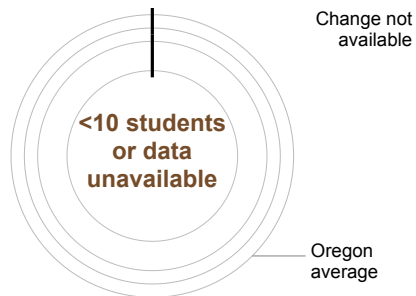 Change not
available
<10 students
or data
unavailable
Oregon
average